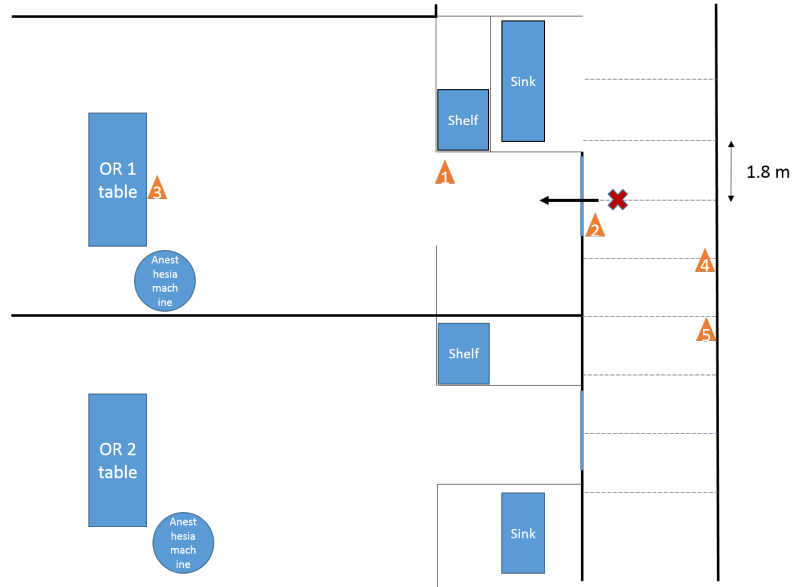 Sink
Shelf
OR 1
table
3
1
1.8 m
2
Anest
hesia
mach
ine
4
5
Shelf
OR 2
table
Anest
hesia
mach
ine
Sink